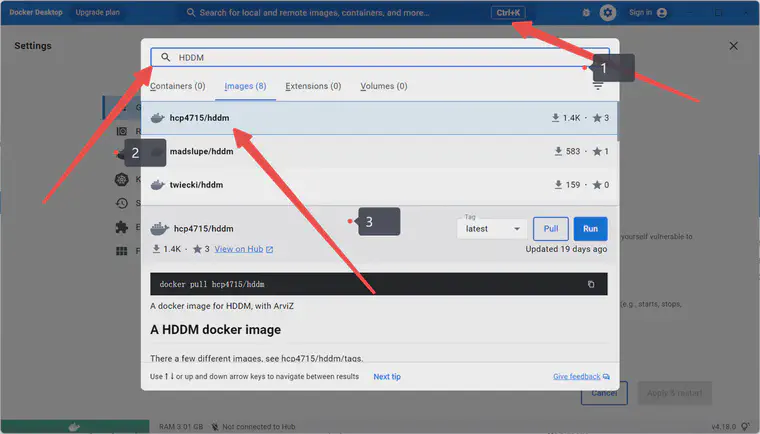 Docker Desktop Upgrade plan Search for local and remote images, containers, and more... Ctrl+K Sign in
Settings
HDDM
1
Containers (0) Images (8) Extensions (0) Volumes (0)
hcp4715/hddm 1.4K · 3
2
madslupe/hddm 583 · 1
twiecki/hddm 159 · 0
3
hcp4715/hddm
Tag
latest
Pull
Run
1.4K · 3 View on Hub
Updated 19 days ago
yourself vulnerable to
docker pull hcp4715/hddm
A docker image for HDDM, with ArviZ
(e.g., starts, stops,
A HDDM docker image
There a few different images, see hcp4715/hddm/tags.
Use ↑ ↓ or up and down arrow keys to navigate between results Next tip Give feedback
Cancel Apply & restart
RAM 3.01 GB Not connected to Hub v4.18.0